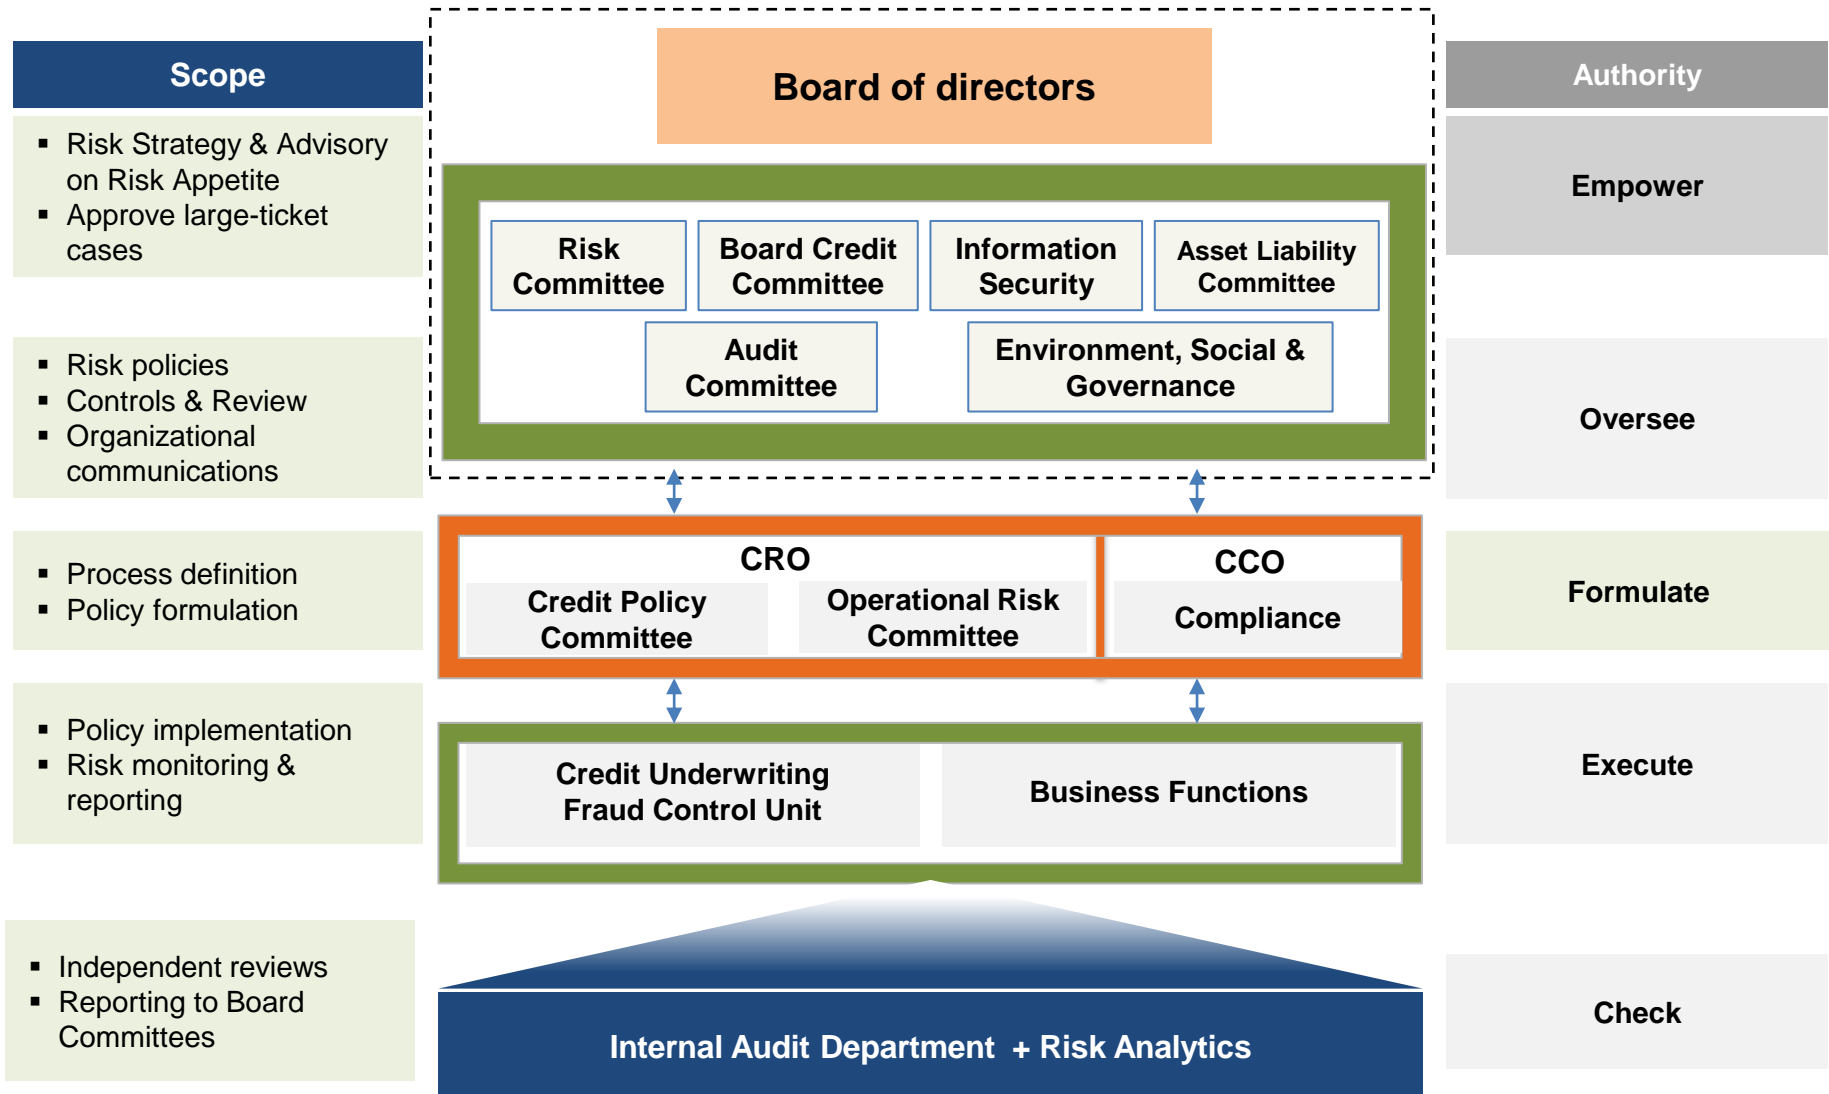 Scope
▪ Risk Strategy & Advisory
on Risk Appetite
▪ Approve large-ticket
cases
▪ Risk policies
▪ Controls & Review
▪ Organizational
communications
▪ Process definition
▪ Policy formulation
▪ Policy implementation
▪ Risk monitoring &
reporting
▪ Independent reviews
▪ Reporting to Board
Committees
Board of directors
Risk
Committee
Board Credit
Committee
Information
Security
Asset Liability
Committee
Audit
Committee
Environment, Social &
Governance
CRO
Credit Policy
Committee
Operational Risk
Committee
CCO
Compliance
Credit Underwriting
Fraud Control Unit
Business Functions
Internal Audit Department + Risk Analytics
Authority
Empower
Oversee
Formulate
Execute
Check